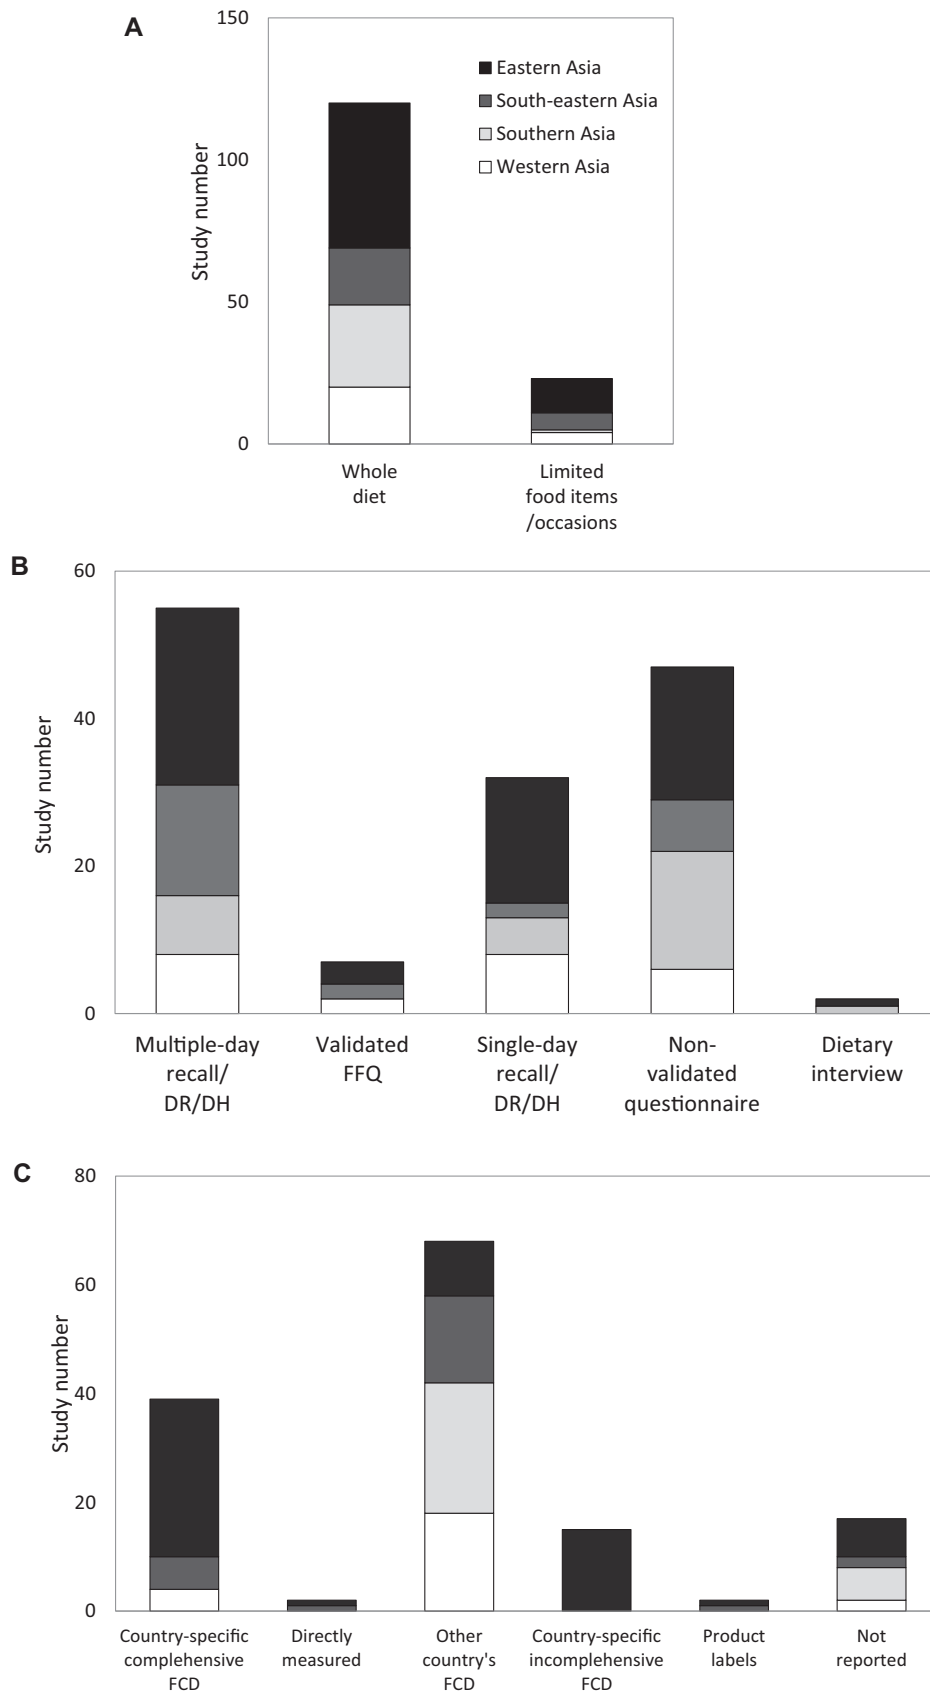 A
150
100
50
0
Study number
Eastern Asia
South-eastern Asia
Southern Asia
Western Asia
Whole
diet
Limited
food items
/occasions
B
60
40
20
0
Study number
Multiple-day
recall/
DR/DH
Validated
FFQ
Single-day
recall/
DR/DH
Non-
validated
questionnaire
Dietary
interview
C
80
60
40
20
0
Study number
Country-specific
complehensive
FCD
Directly
measured
Other
country's
FCD
Country-specific
incomplehensive
FCD
Product
labels
Not
reported